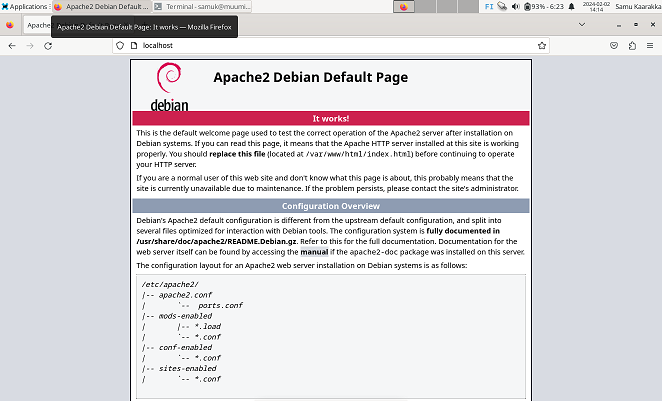 Applications
Apache2 Debian Default ...
Terminal - samuk@muumi...
FI
93% - 6:23
2024-02-02
14:14
Samu Kaarakka
Apache2 Debian Default Page: It works — Mozilla Firefox
localhost
debian
Apache2 Debian Default Page
It works!
This is the default welcome page used to test the correct operation of the Apache2 server after installation on
Debian systems. If you can read this page, it means that the Apache HTTP server installed at this site is working
properly. You should replace this file (located at /var/www/html/index.html) before continuing to operate
your HTTP server.
If you are a normal user of this web site and don't know what this page is about, this probably means that the
site is currently unavailable due to maintenance. If the problem persists, please contact the site's administrator.
Configuration Overview
Debian's Apache2 default configuration is different from the upstream default configuration, and split into
several files optimized for interaction with Debian tools. The configuration system is fully documented in
/usr/share/doc/apache2/README.Debian.gz. Refer to this for the full documentation. Documentation for the
web server itself can be found by accessing the manual if the apache2-doc package was installed on this server.
The configuration layout for an Apache2 web server installation on Debian systems is as follows:
/etc/apache2/
|-- apache2.conf
|       `--  ports.conf
|-- mods-enabled
|       |-- *.load
|       `-- *.conf
|-- conf-enabled
|       `-- *.conf
|-- sites-enabled
|       `-- *.conf